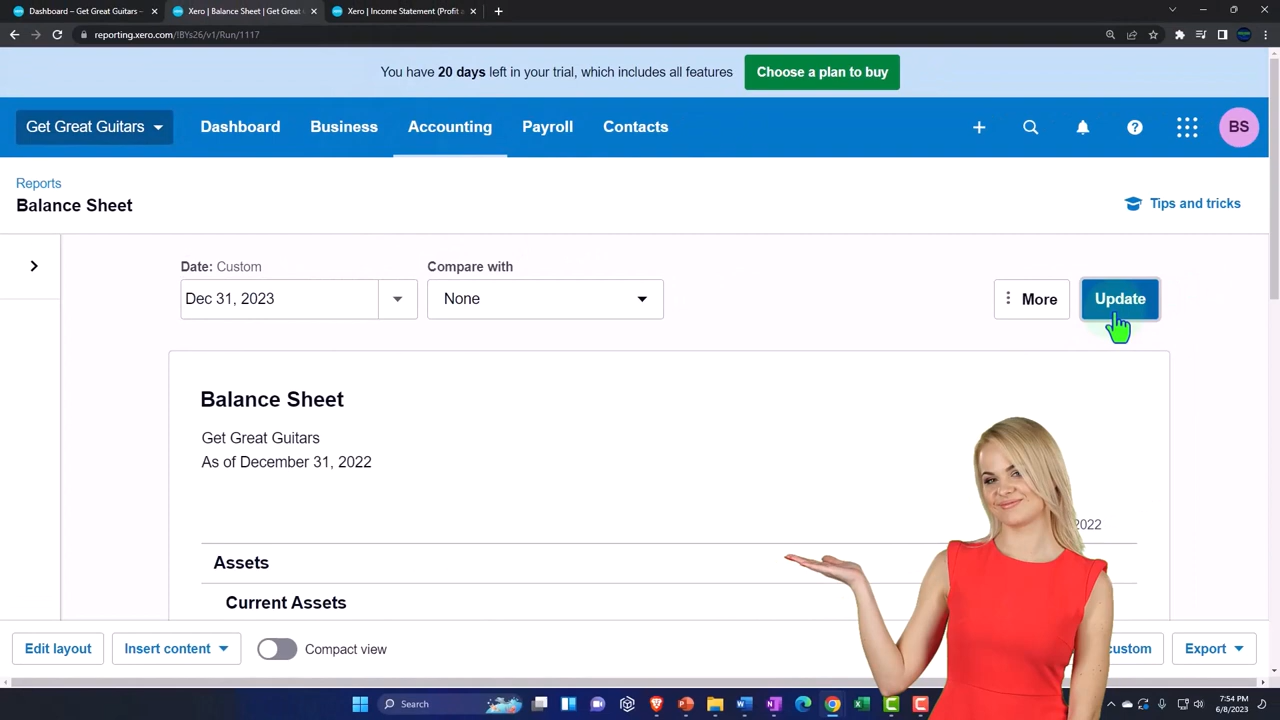 Dashboard – Get Great Guitars –
Xero | Balance Sheet | Get Great
Xero | Income Statement (Profit a
reporting.xero.com/!BYs26/v1/Run/1117
You have 20 days left in your trial, which includes all features
Choose a plan to buy
Get Great Guitars
Dashboard
Business
Accounting
Payroll
Contacts
BS
Reports
Balance Sheet
Tips and tricks
Date: Custom
Compare with
Dec 31, 2023
None
More
Update
Balance Sheet
Get Great Guitars
As of December 31, 2022
2022
Assets
Current Assets
Edit layout
Insert content
Compact view
custom
Export
Search
7:54 PM
6/8/2023